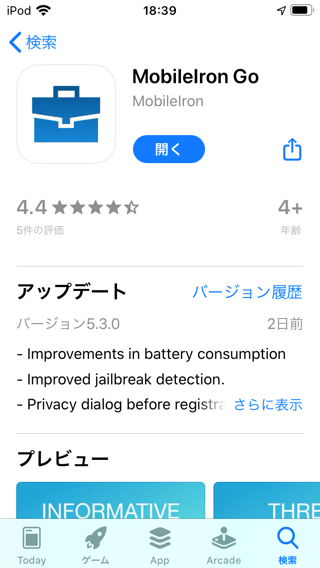 iPod 18:39
検索
MobileIron Go
MobileIron
開く
4.4 4+
5件の評価 年齢
アップデート バージョン履歴
バージョン5.3.0 2日前
- Improvements in battery consumption
- Improved jailbreak detection.
- Privacy dialog before registra さらに表示
プレビュー
INFORMATIVE THRE
Today ゲーム App Arcade 検索